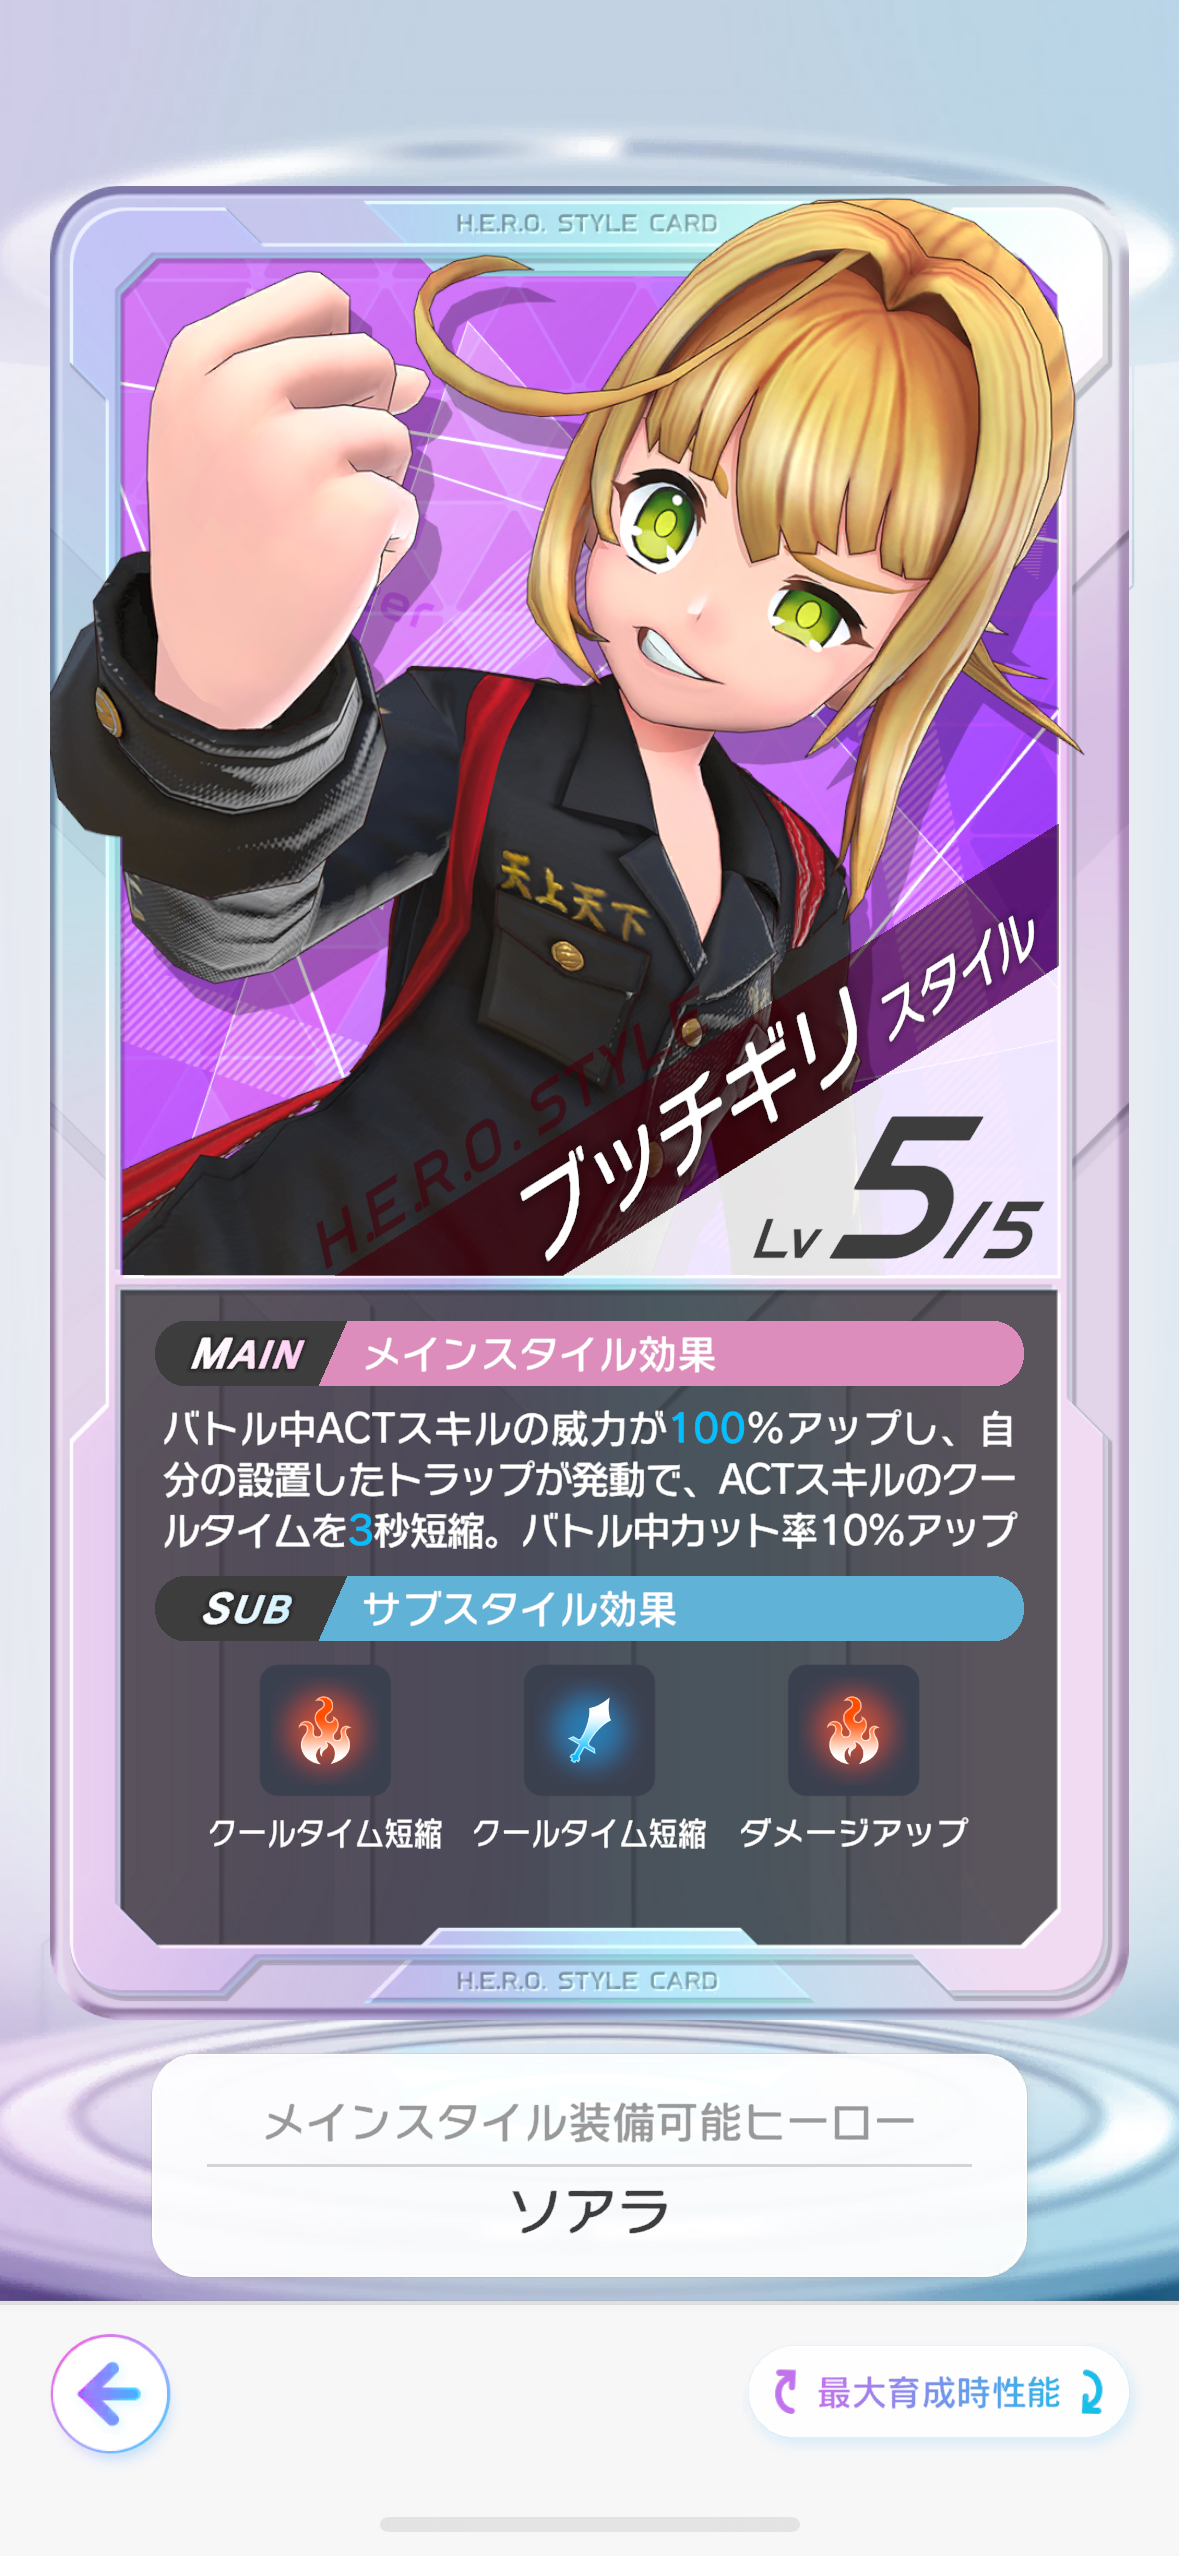 H.E.R.O. STYLE CARD
er
天上天下
H.E.R.O. STYLE
ブッチギリ スタイル
Lv 5/5
MAIN メインスタイル効果
バトル中ACTスキルの威力が100%アップし、自
分の設置したトラップが発動で、ACTスキルのクー
ルタイムを3秒短縮。バトル中カット率10%アップ
SUB サブスタイル効果
クールタイム短縮 クールタイム短縮 ダメージアップ
H.E.R.O. STYLE CARD
メインスタイル装備可能ヒーロー
ソアラ
最大育成時性能